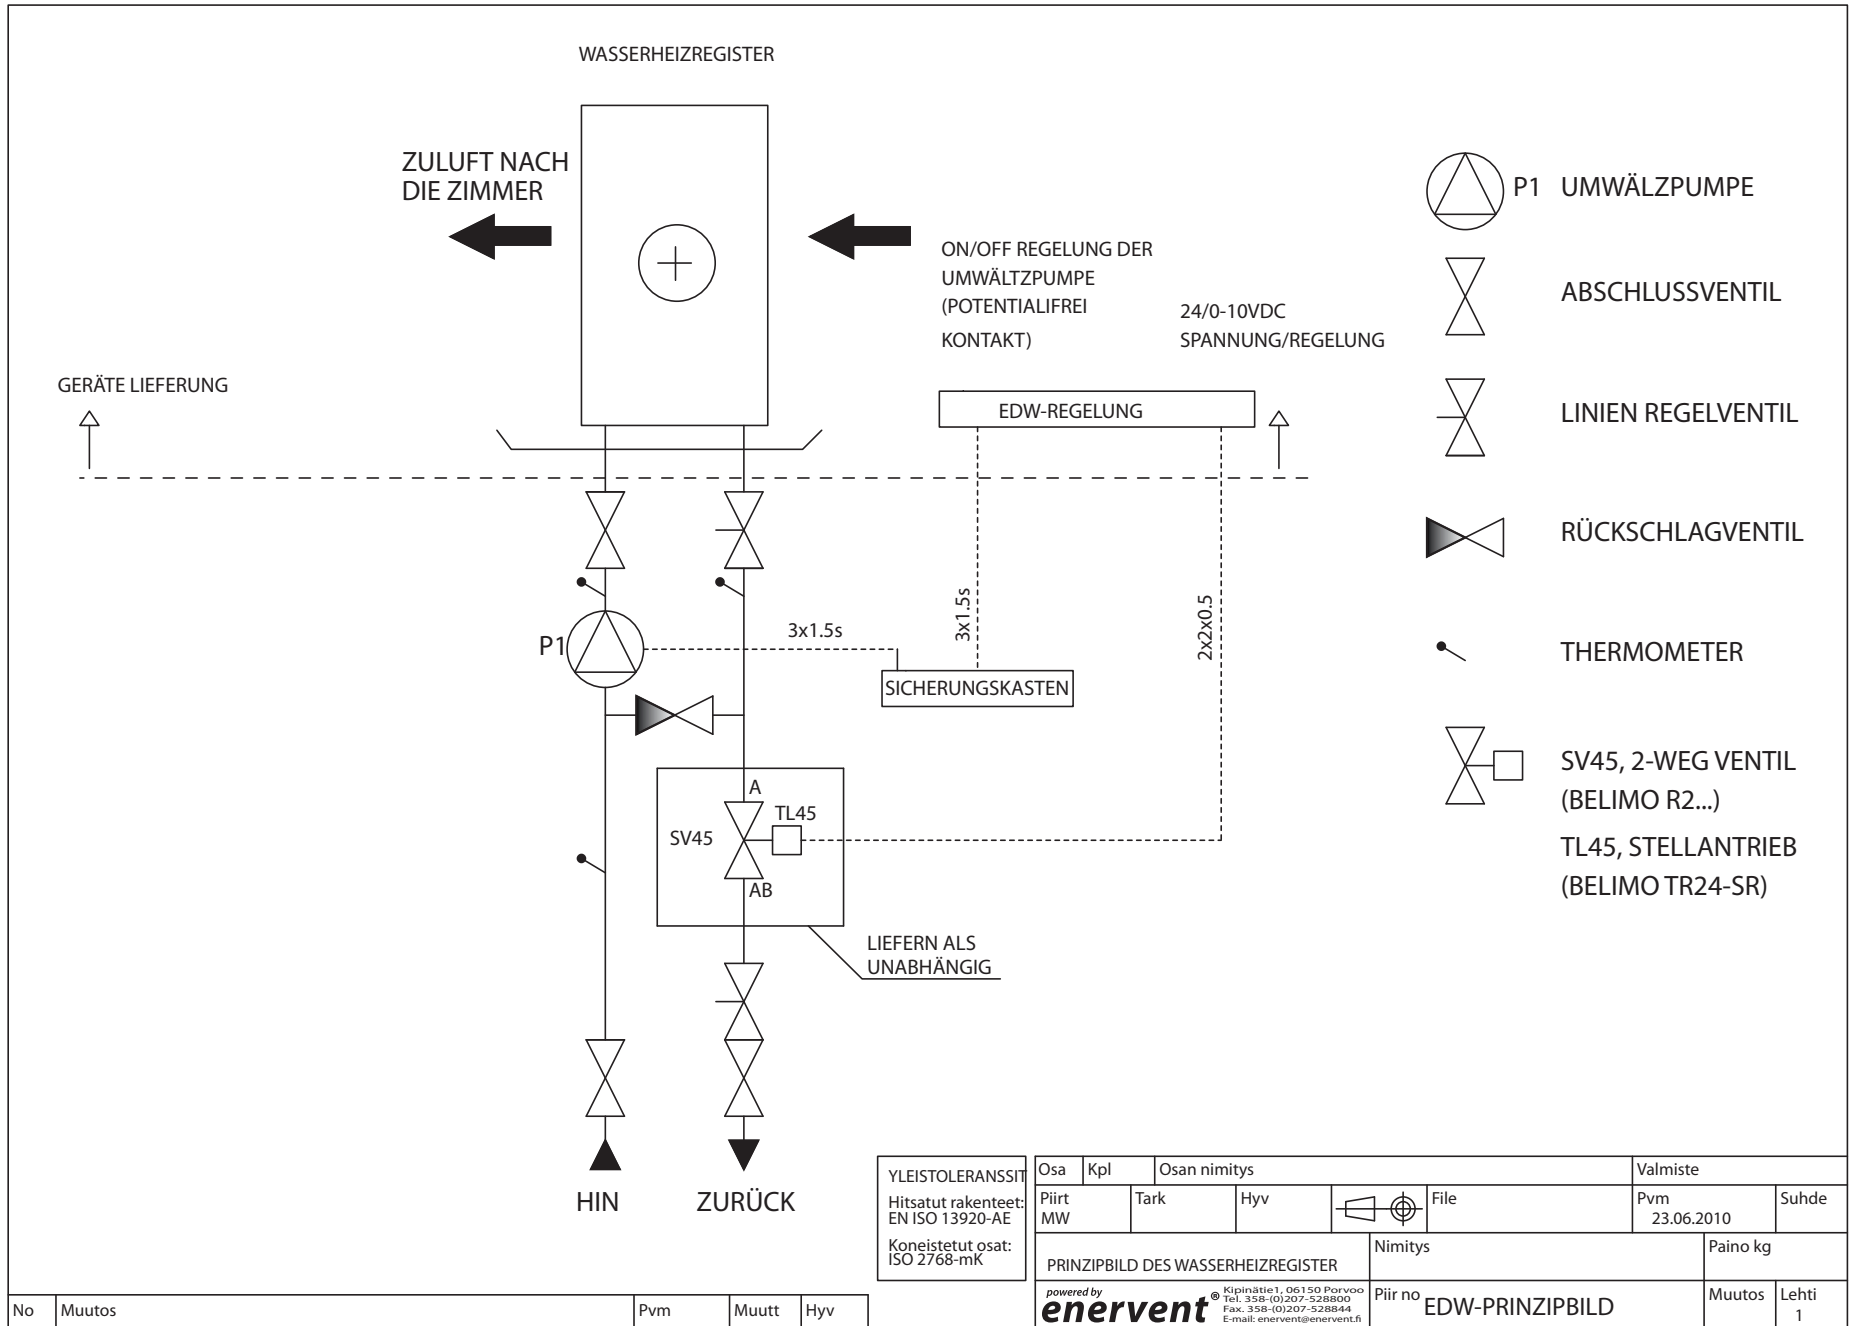 WASSERHEIZREGISTER
ZULUFT NACH
DIE ZIMMER
ON/OFF REGELUNG DER
UMWÄLTZPUMPE
(POTENTIALIFREI
KONTAKT)
24/0-10VDC
SPANNUNG/REGELUNG
GERÄTE LIEFERUNG
EDW-REGELUNG
P1 UMWÄLZPUMPE
ABSCHLUSSVENTIL
LINIEN REGELVENTIL
RÜCKSCHLAGVENTIL
THERMOMETER
SV45, 2-WEG VENTIL
(BELIMO R2...)
TL45, STELLANTRIEB
(BELIMO TR24-SR)
P1
3x1.5s
3x1.5s
2x2x0.5
SICHERUNGSKASTEN
A
TL45
SV45
AB
LIEFERN ALS
UNABHÄNGIG
HIN
ZURÜCK
YLEISTOLERANSSIT
Hitsatut rakenteet:
EN ISO 13920-AE
Koneistetut osat:
ISO 2768-mK
Osa Kpl Osan nimitys Valmiste
Piirt Tark Hyv File Pvm Suhde
MW 23.06.2010
PRINZIPBILD DES WASSERHEIZREGISTER
Nimitys Paino kg
powered by
enervent®
Kipinätie1, 06150 Porvoo
Tel. 358-(0)207-528800
Fax. 358-(0)207-528844
E-mail: enervent@enervent.fi
Piir no EDW-PRINZIPBILD
Muutos Lehti
1
No Muutos Pvm Muutt Hyv